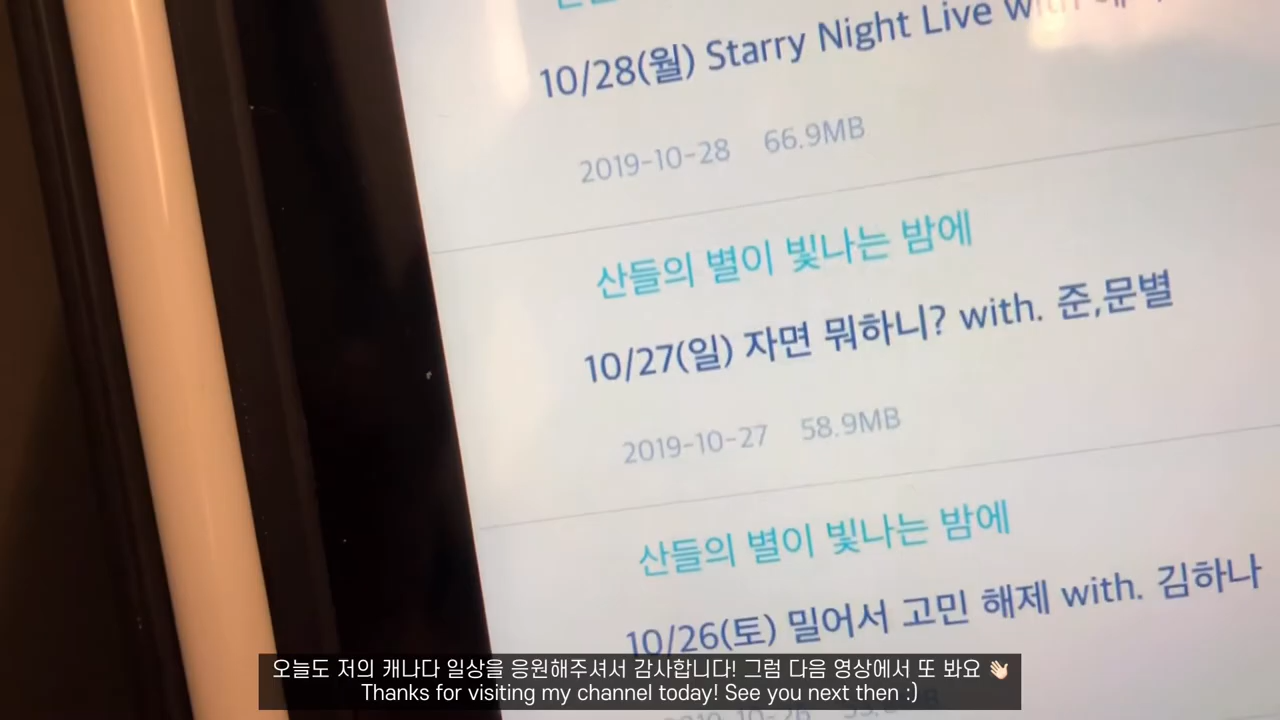 10/28(월) Starry Night Live with
2019-10-28 66.9MB
산들의 별이 빛나는 밤에
10/27(일) 자면 뭐하니? with. 준,문별
2019-10-27 58.9MB
산들의 별이 빛나는 밤에
10/26(토) 밀어서 고민 해제 with. 김하나
오늘도 저의 캐나다 일상을 응원해주셔서 감사합니다! 그럼 다음 영상에서 또 봐요 👋🏻
Thanks for visiting my channel today! See you next then :)